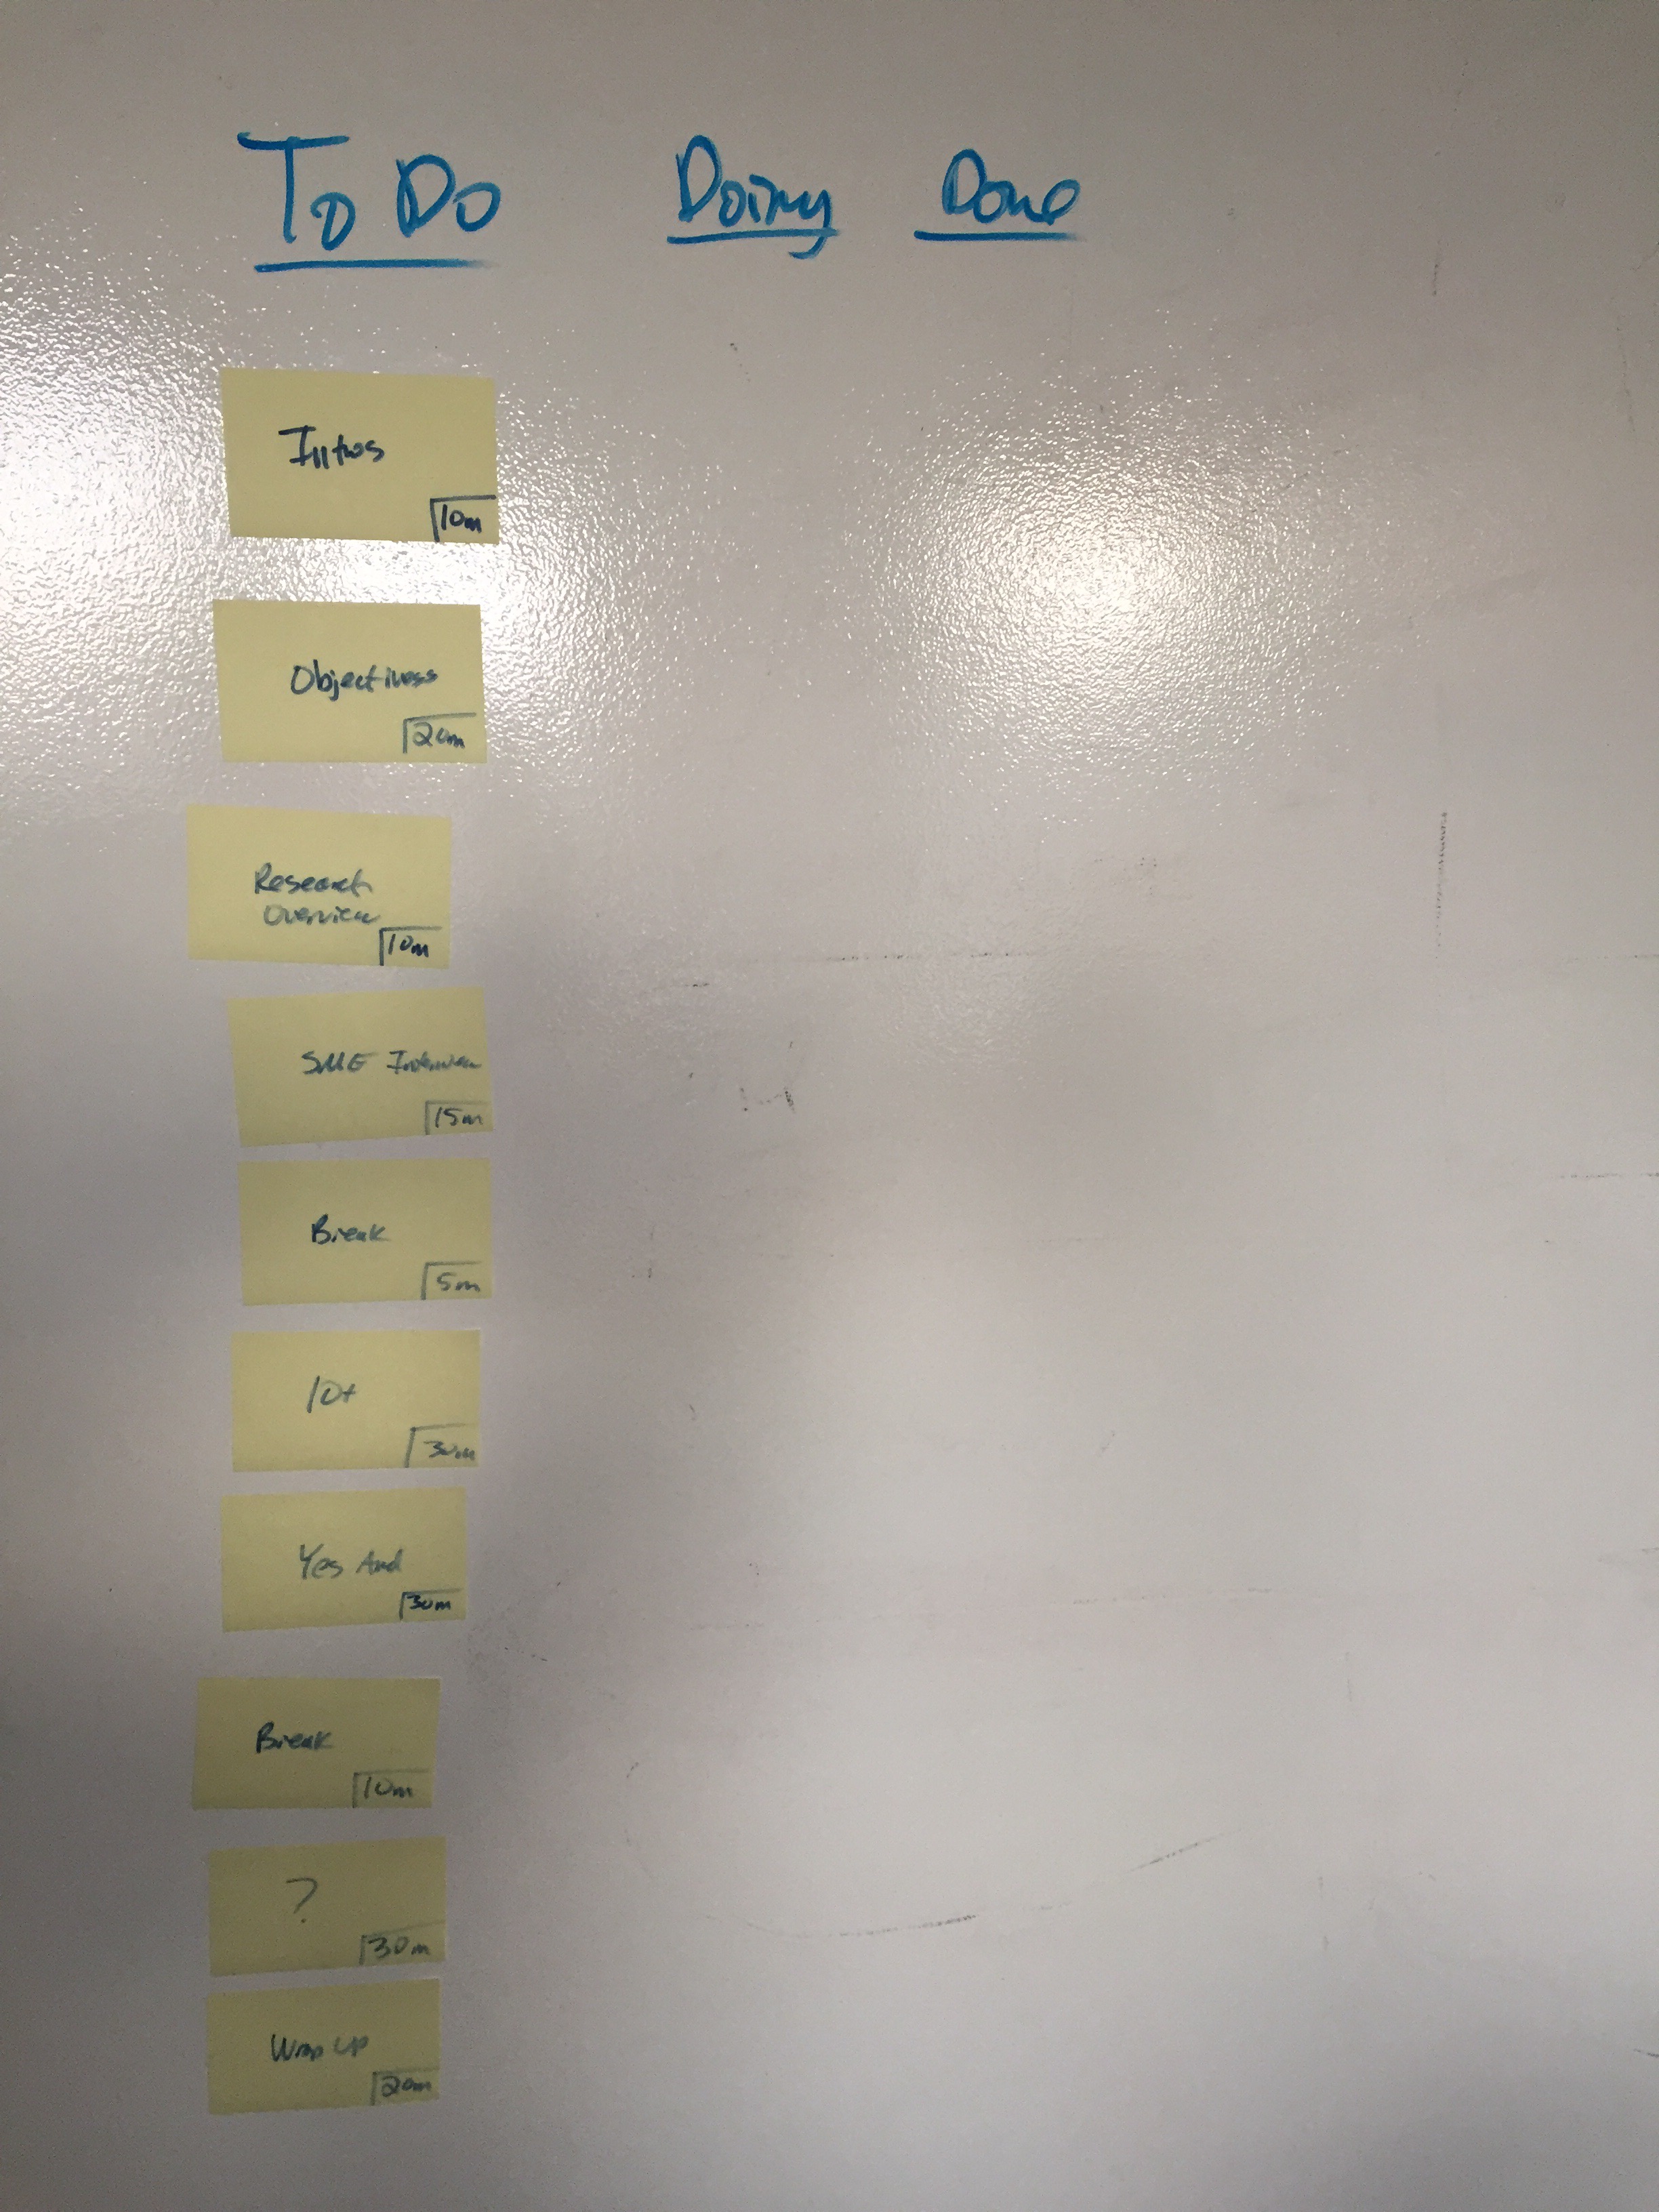 To Do Doing Done
Intros
10m
Objectives
20m
Research
Overview
10m
SME Interview
15m
Break
5m
10+
30m
Yes And
30m
Break
10m
?
30m
Wrap Up
20m